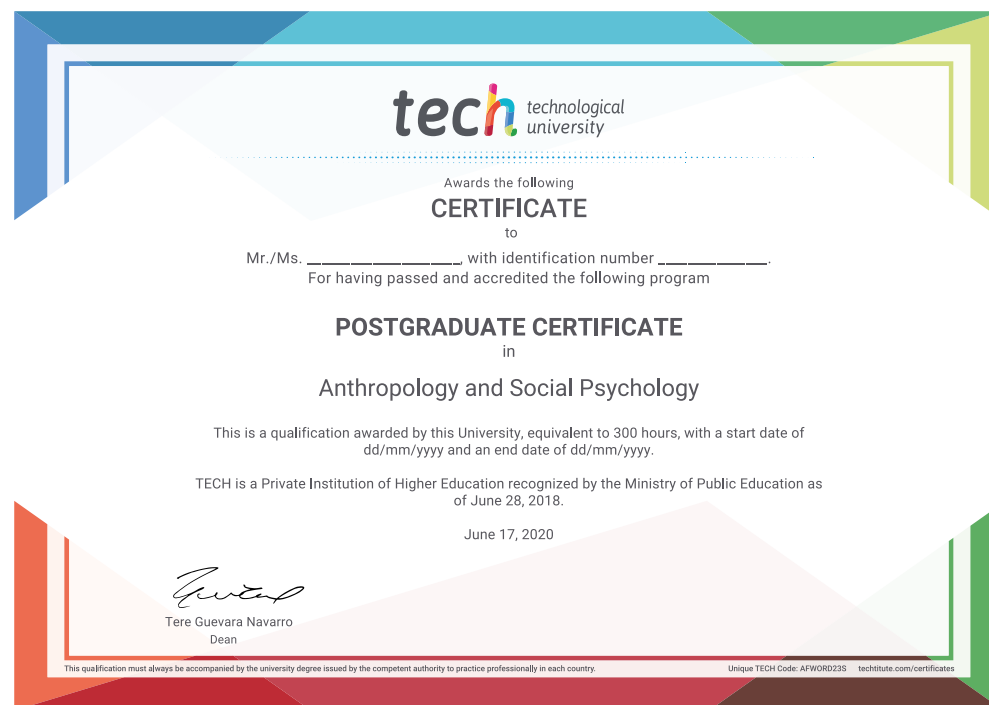 tech technological
university
Awards the following
CERTIFICATE
to
Mr./Ms. ____________________, with identification number ______________.
For having passed and accredited the following program
POSTGRADUATE CERTIFICATE
in
Anthropology and Social Psychology
This is a qualification awarded by this University, equivalent to 300 hours, with a start date of
dd/mm/yyyy and an end date of dd/mm/yyyy.
TECH is a Private Institution of Higher Education recognized by the Ministry of Public Education as
of June 28, 2018.
June 17, 2020
Tere Guevara Navarro
Dean
This qualification must always be accompanied by the university degree issued by the competent authority to practice professionally in each country.
Unique TECH Code: AFWORD23S techtitute.com/certificates